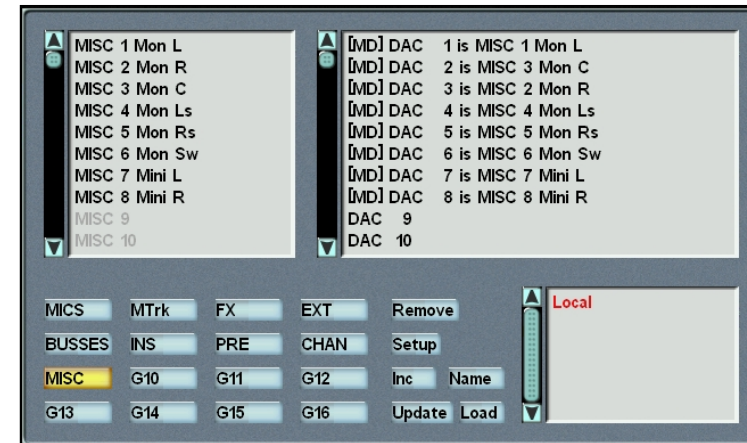 MISC 1 Mon L
MISC 2 Mon R
MISC 3 Mon C
MISC 4 Mon Ls
MISC 5 Mon Rs
MISC 6 Mon Sw
MISC 7 Mini L
MISC 8 Mini R
MISC 9
MISC 10
[MD] DAC 1 is MISC 1 Mon L
[MD] DAC 2 is MISC 3 Mon C
[MD] DAC 3 is MISC 2 Mon R
[MD] DAC 4 is MISC 4 Mon Ls
[MD] DAC 5 is MISC 5 Mon Rs
[MD] DAC 6 is MISC 6 Mon Sw
[MD] DAC 7 is MISC 7 Mini L
[MD] DAC 8 is MISC 8 Mini R
DAC 9
DAC 10
MICS MTrk FX EXT Remove
BUSSES INS PRE CHAN Setup
MISC G10 G11 G12 Inc Name
G13 G14 G15 G16 Update Load
Local